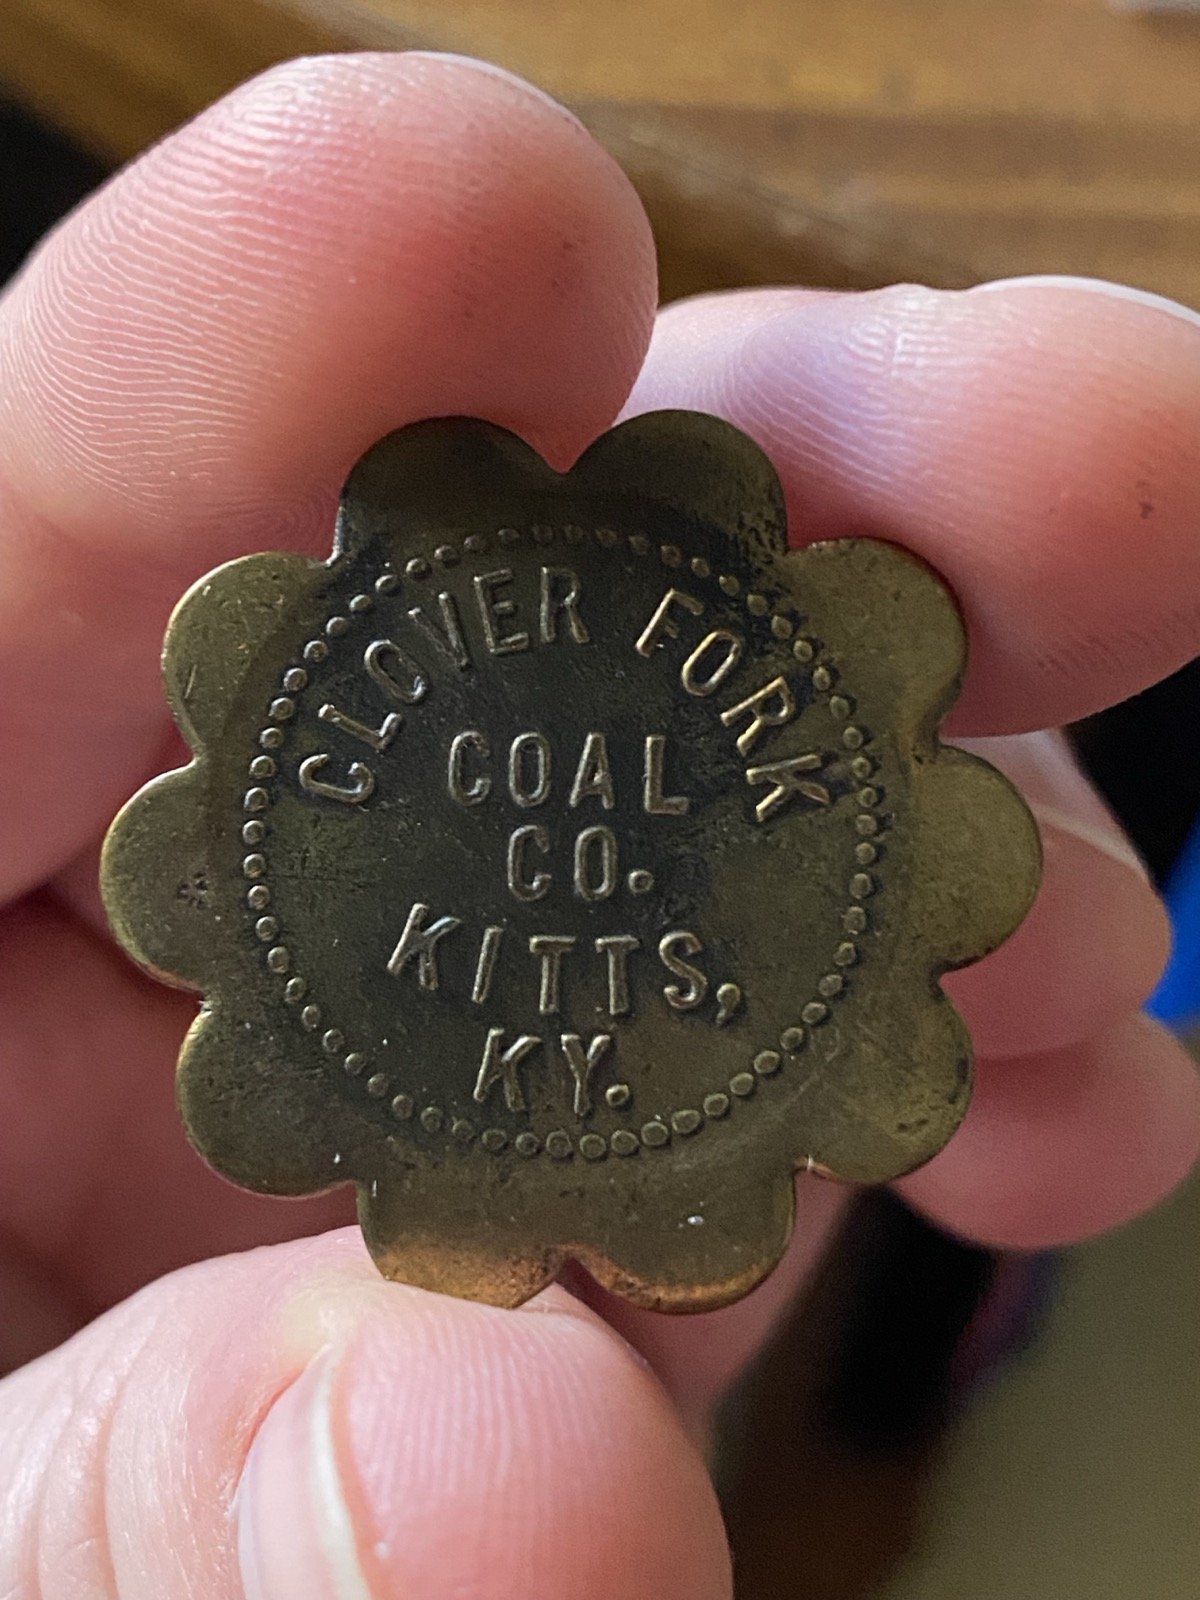 CLOVER FORK
COAL
CO.
KITTS,
KY.